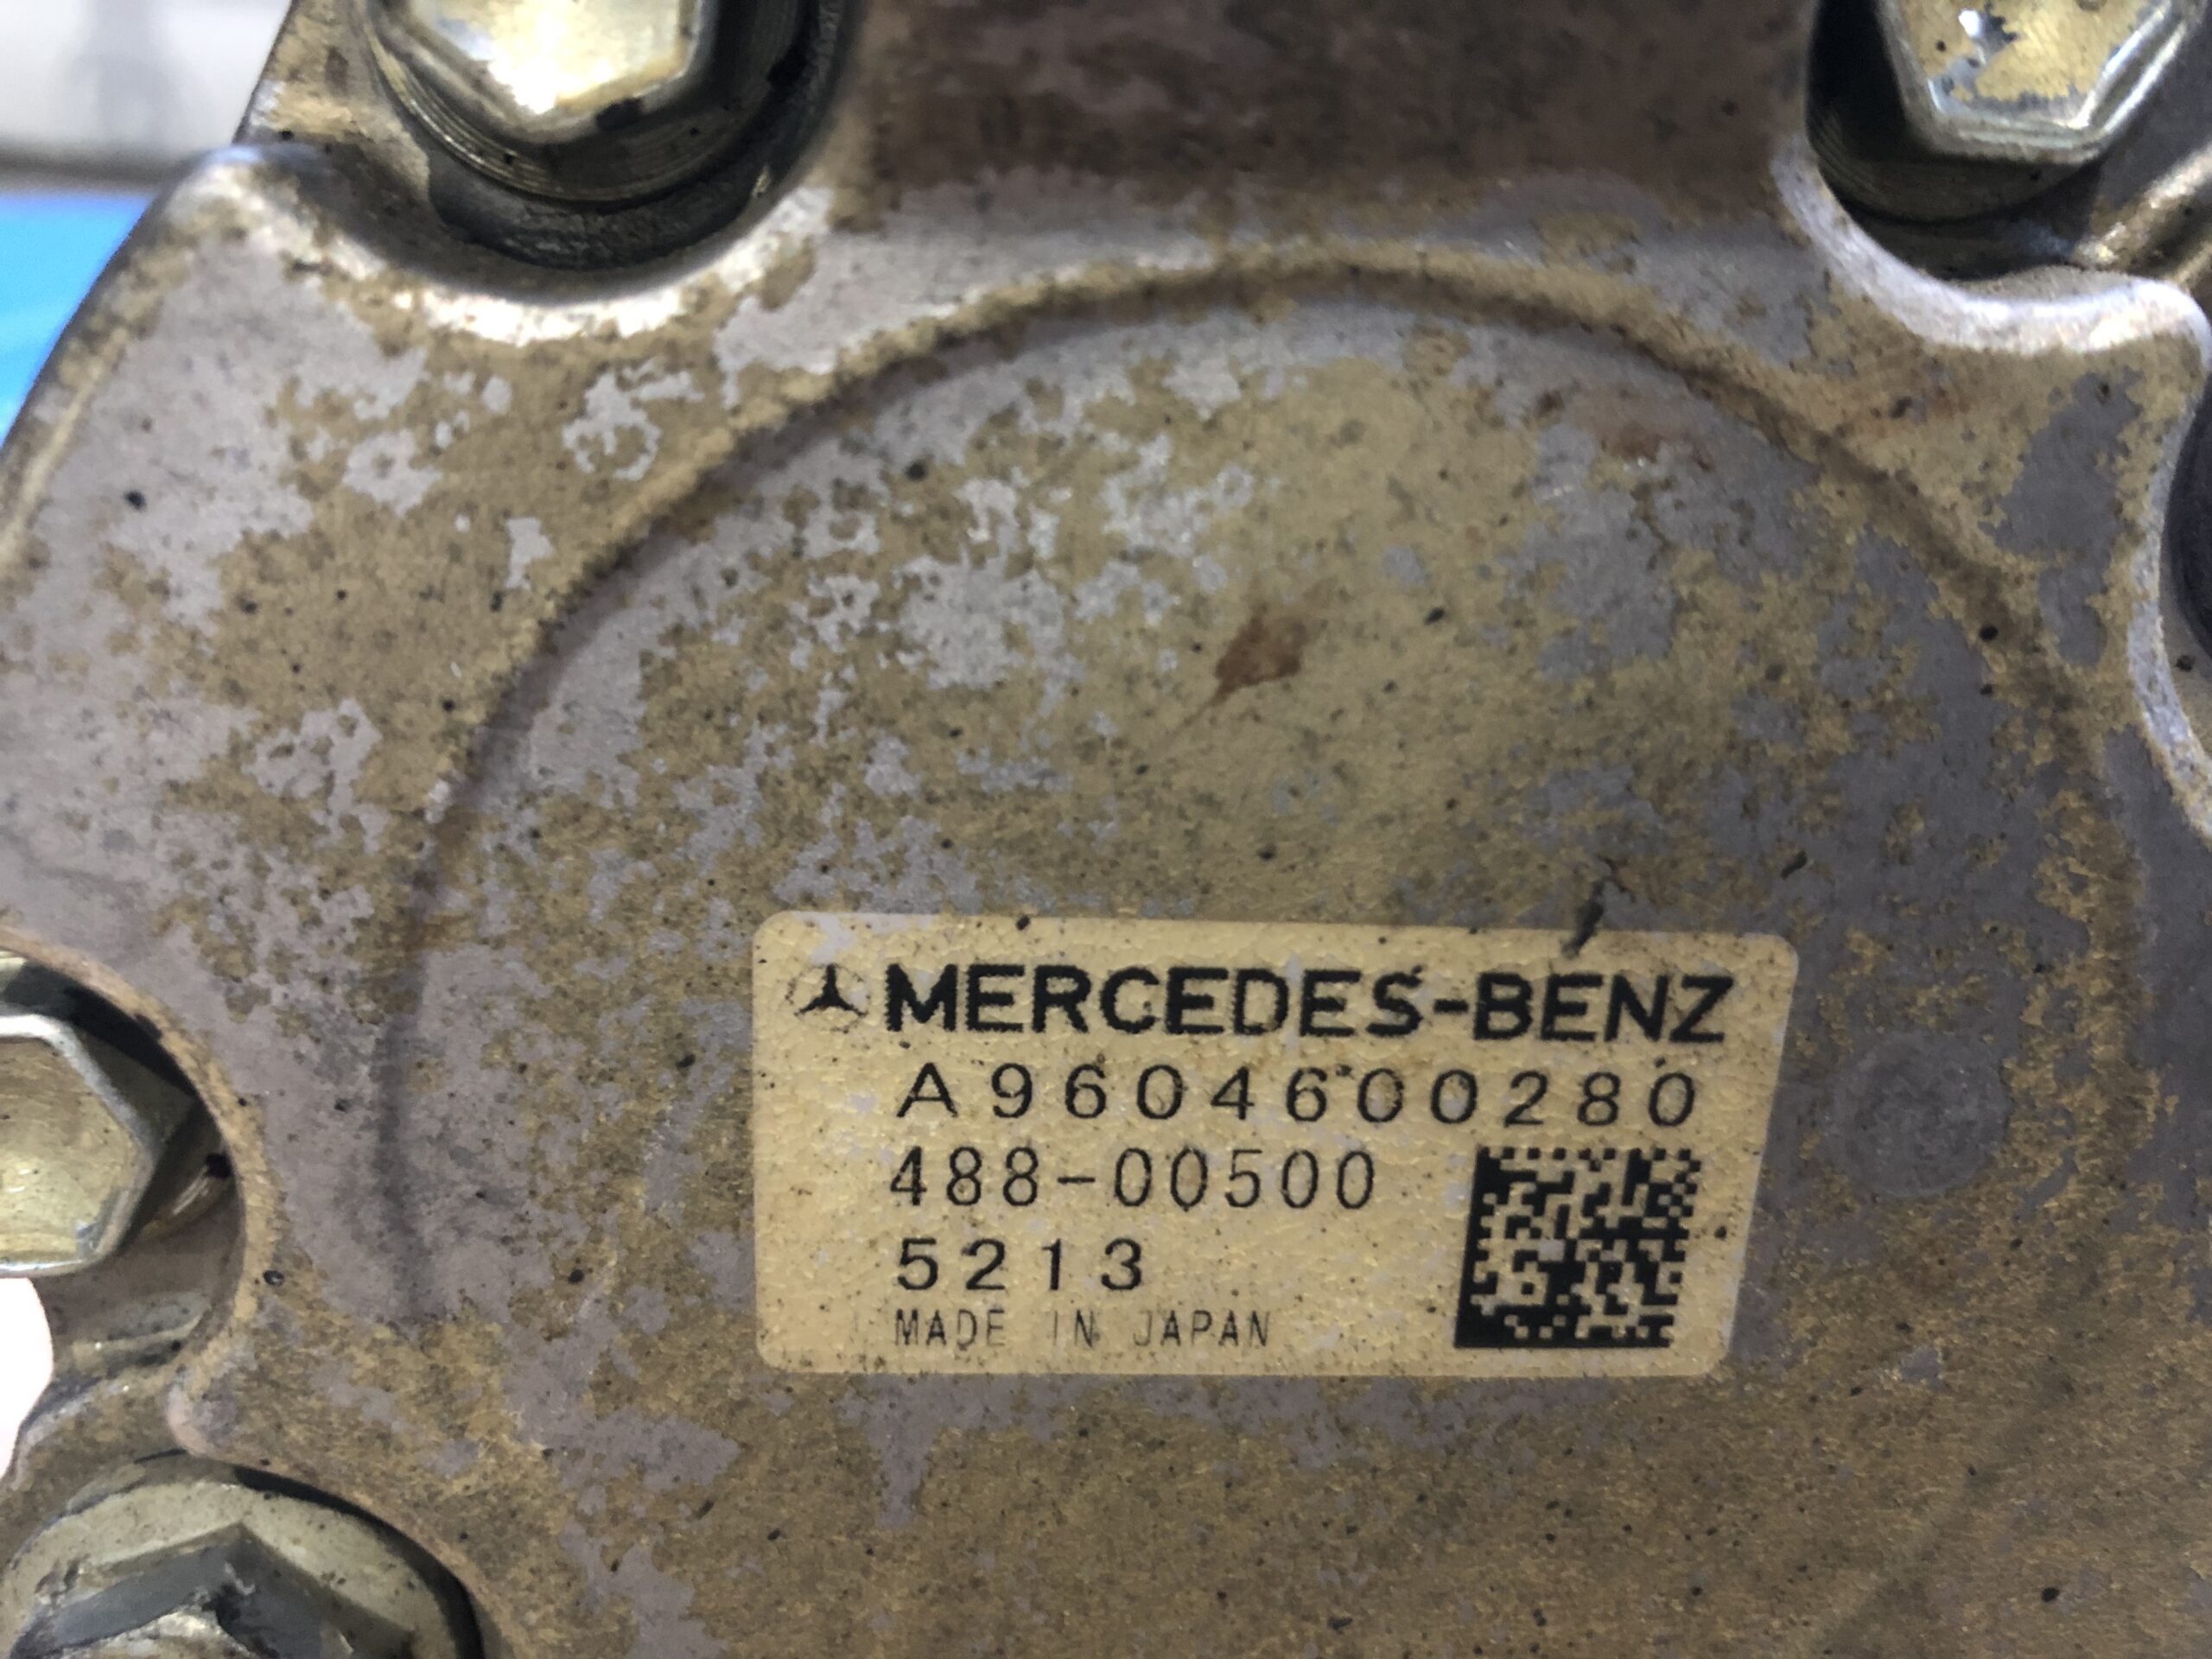 MERCEDES-BENZ
A9604600280
488-00500
5213
MADE IN JAPAN